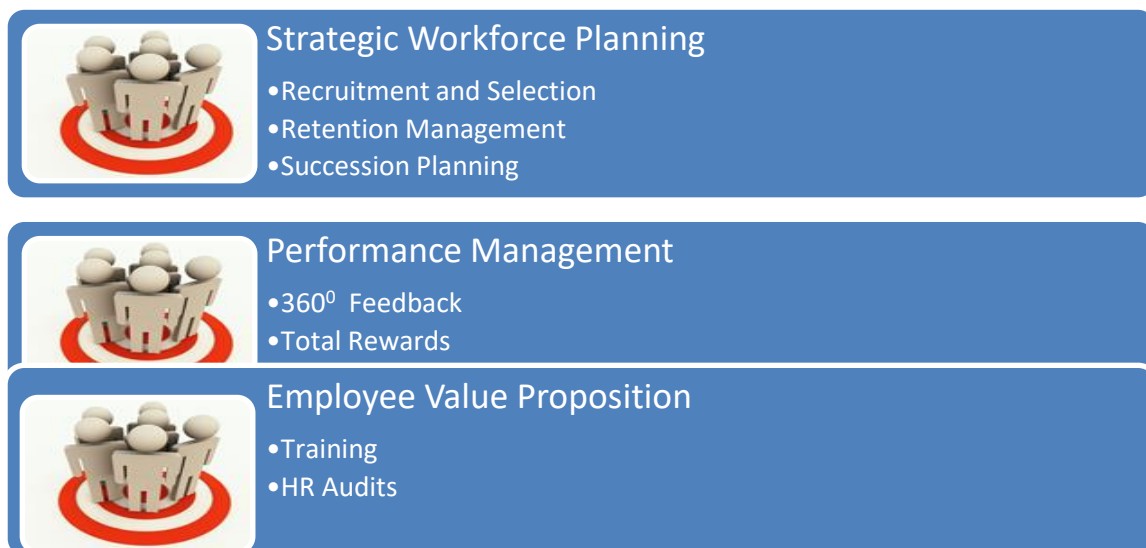 Strategic Workforce Planning
•Recruitment and Selection
•Retention Management
•Succession Planning
Performance Management
•360⁰ Feedback
•Total Rewards
Employee Value Proposition
•Training
•HR Audits